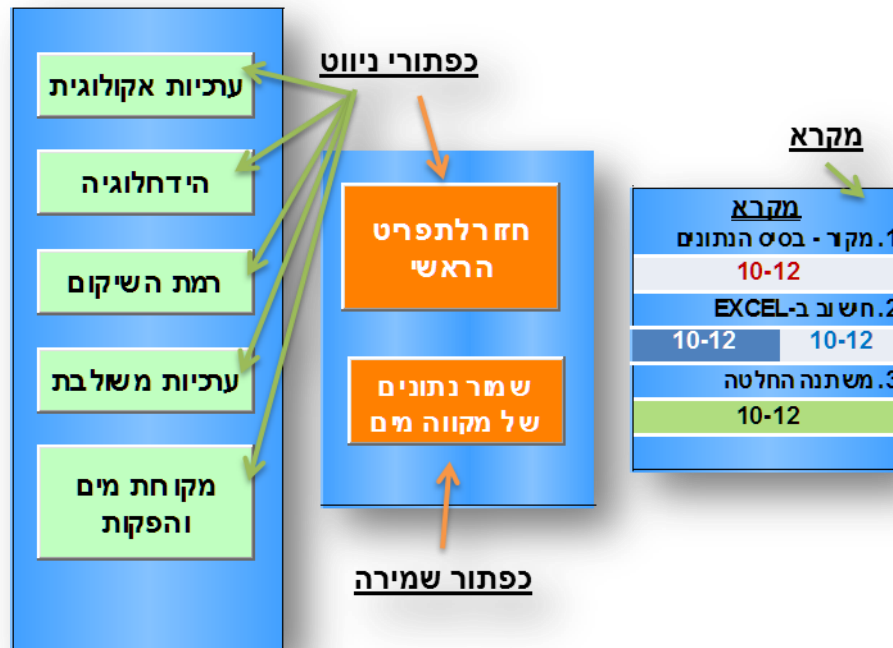 כפתורי ניווט
מקרא
ערכיות אקולוגית
הידחלוגיה
רמת השיקום
ערכיות משולבת
מקוחת מים
והפקות
חזור לתפריט
הראשי
שמור נתונים
של מקווה מים
כפתור שמירה
מקרא
1. מקור - בסיס הנתונים
10-12
2. חישוב ב-EXCEL
10-12 10-12
3. משתנה החלטה
10-12